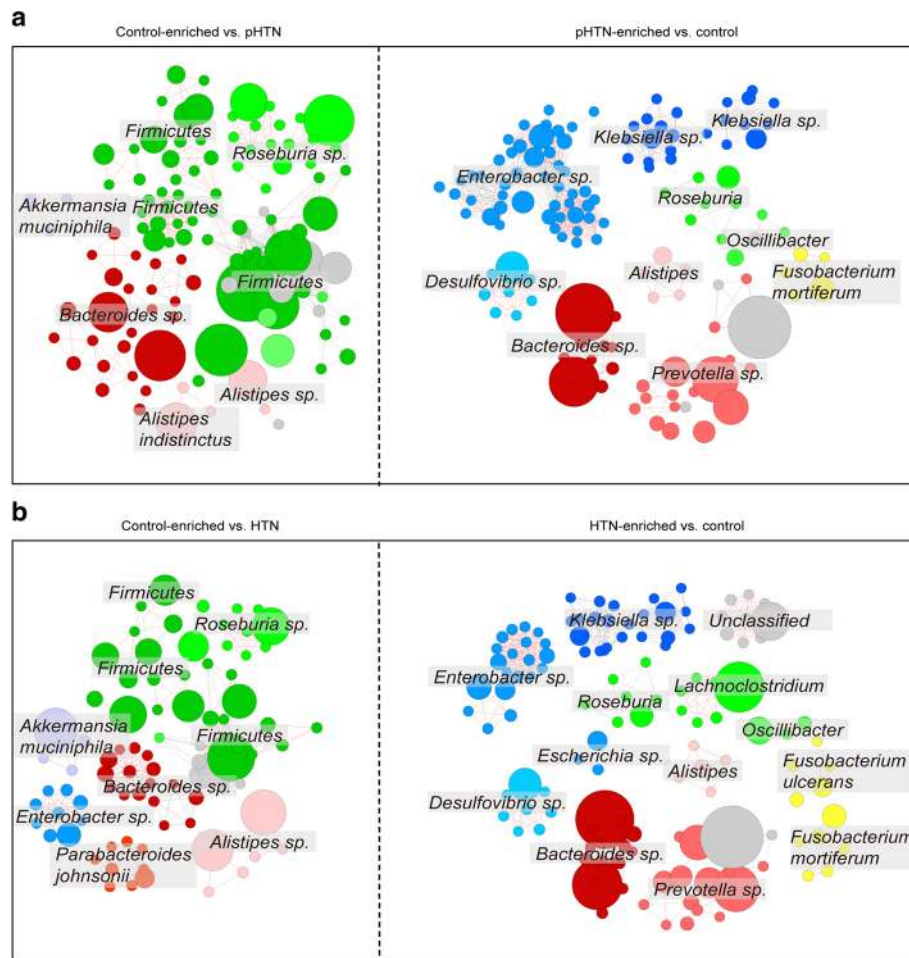 a
Control-enriched vs. pHTN
pHTN-enriched vs. control
Firmicutes
Roseburia sp.
Akkermansia
muciniphila
Firmicutes
Firmicutes
Bacteroides sp.
Alistipes sp.
Alistipes
indistinctus
Klebsiella sp.
Klebsiella sp.
Enterobacter sp.
Roseburia
Oscillibacter
Desulfovibrio sp.
Alistipes
Fusobacterium
mortiferum
Bacteroides sp.
Prevotella sp.
b
Control-enriched vs. HTN
HTN-enriched vs. control
Firmicutes
Roseburia sp.
Firmicutes
Akkermansia
muciniphila
Firmicutes
Bacteroides sp.
Enterobacter sp.
Parabacteroides
johnsonii
Alistipes sp.
Klebsiella sp.
Unclassified
Enterobacter sp.
Roseburia
Lachnoclostridium
Oscillibacter
Escherichia sp.
Alistipes
Fusobacterium
ulcerans
Desulfovibrio sp.
Fusobacterium
mortiferum
Bacteroides sp.
Prevotella sp.